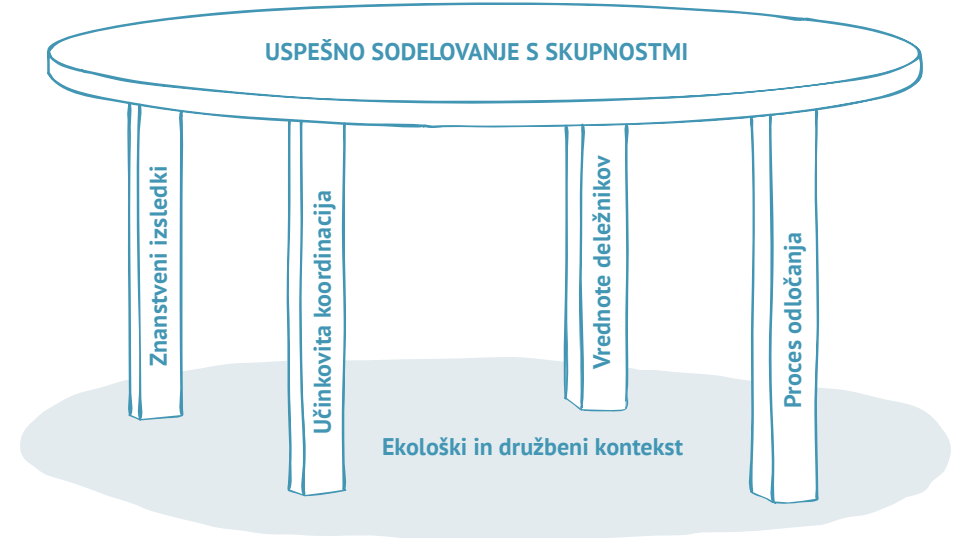 USPEŠNO SODELOVANJE S SKUPNOSTMI
Znanstveni izsledki
Učinkovita koordinacija
Vrednote deležnikov
Proces odločanja
Ekološki in družbeni kontekst